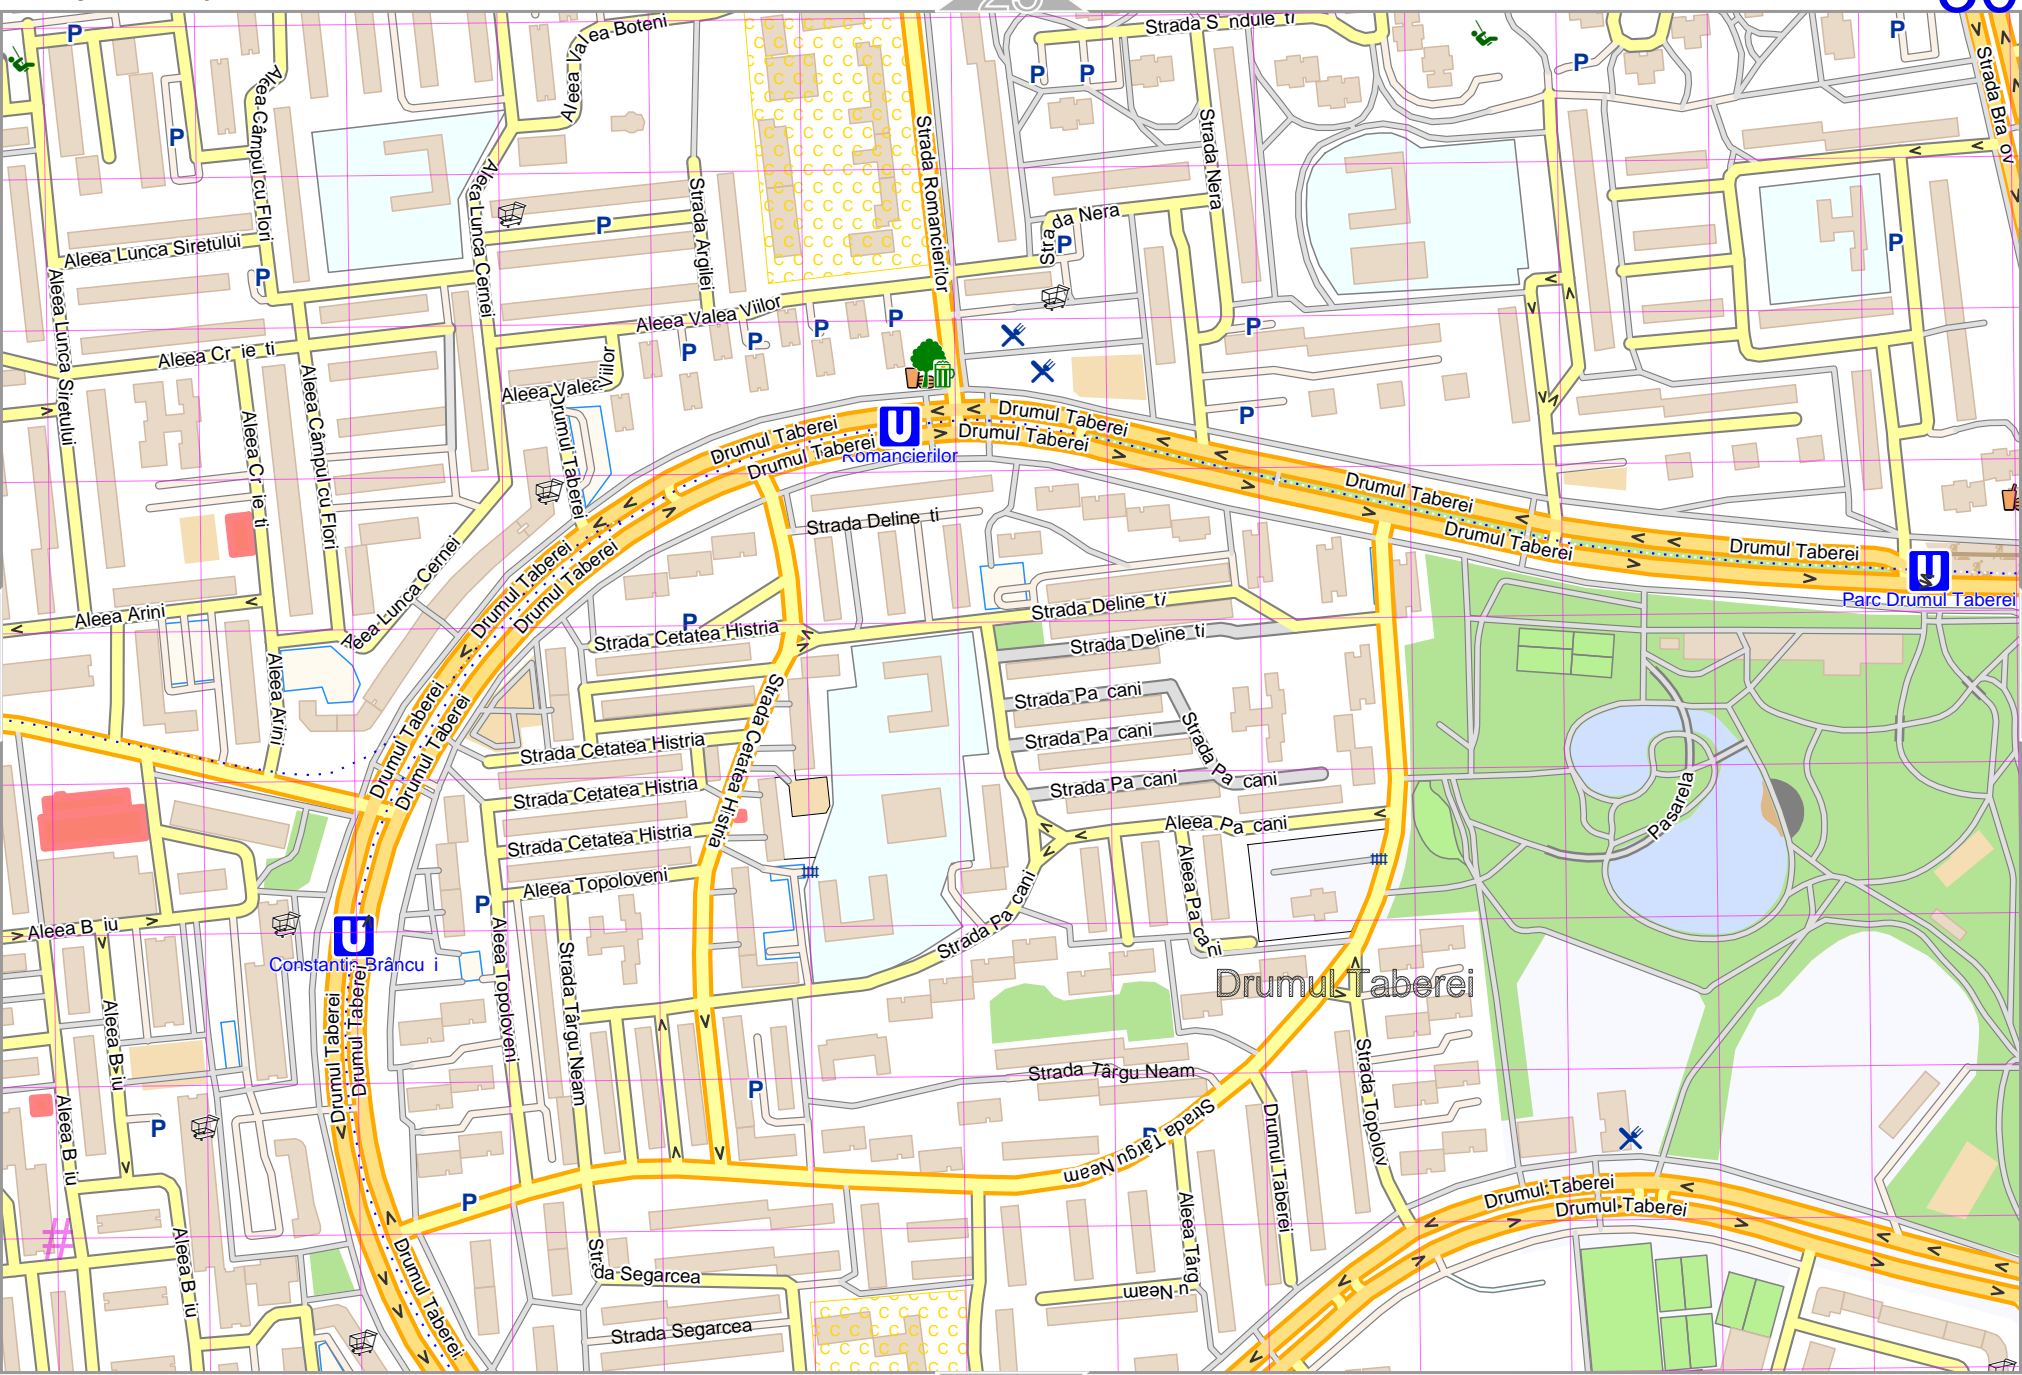 Strada S ndule ti
Aleea Valea Boteni
P
P
P
P
P
P
Strada Bra ov
Aleea Câmpul cu Flori
Strada Romancierilor
Strada Nera
Aleea Lunca Cernei
Strada Argilei
Strada Nera
P
P
P
Aleea Lunca Siretului
P
Aleea Lunca Siretului
Aleea Valea Viilor
P
P
P
P
P
Aleea Cr ie ti
Aleea Valea Viilor
Aleea Câmpul cu Flori
Aleea Cr ie ti
Drumul Taberei
Drumul Taberei
Drumul Taberei
Drumul Taberei
Drumul Taberei
P
U
Romancierilor
Drumul Taberei
Drumul Taberei
Drumul Taberei
Strada Deline ti
Aleea Lunca Cernei
Drumul Taberei
Drumul Taberei
U
Parc Drumul Taberei
Aleea Arini
P
Strada Deline ti
Strada Cetatea Histria
Strada Deline ti
Aleea Arini
Drumul Taberei
Drumul Taberei
Strada Cetatea Histria
Strada Pa cani
Strada Pa cani
Strada Pa cani
Strada Cetatea Histria
Strada Pa cani
Strada Cetatea Histria
Pasarela
Strada Cetatea Histria
Aleea Pa cani
Aleea Topoloveni
Aleea Pa cani
P
Strada Pa cani
Aleea B iu
U
Constantin Brâncu i
Aleea Topoloveni
Strada Târgu Neam
Drumul Taberei
Drumul Taberei
Drumul Taberei
Aleea B iu
Strada Topolov
Strada Târgu Neam
P
P
P
Aleea B iu
Strada Târgu Neam
Drumul Taberei
P
Aleea Târg
u Neam
Drumul Taberei
Drumul Taberei
Aleea B iu
#
Drumul Taberei
Strada Segarcea
Strada Segarcea